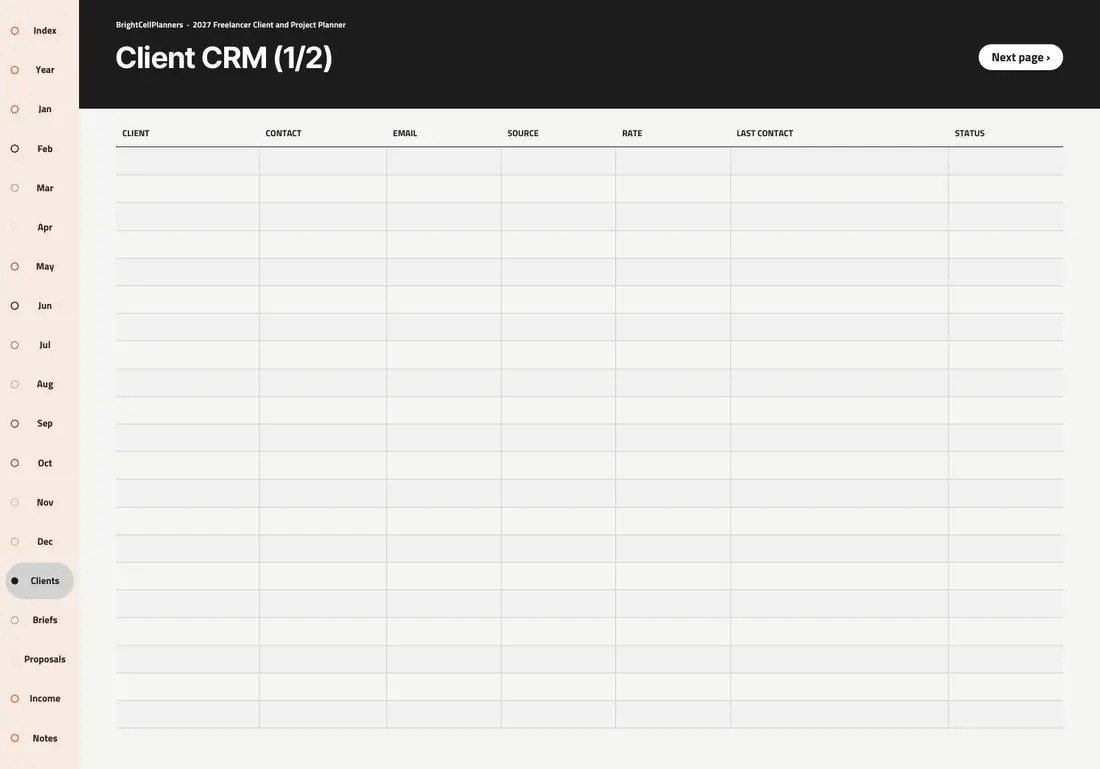 Index
Year
Jan
Feb
Mar
Apr
May
Jun
Jul
Aug
Sep
Oct
Nov
Dec
Clients
Briefs
Proposals
Income
Notes
BrightCellPlanners · 2027 Freelancer Client and Project Planner
Client CRM (1/2)
Next page ›
CLIENT CONTACT EMAIL SOURCE RATE LAST CONTACT STATUS